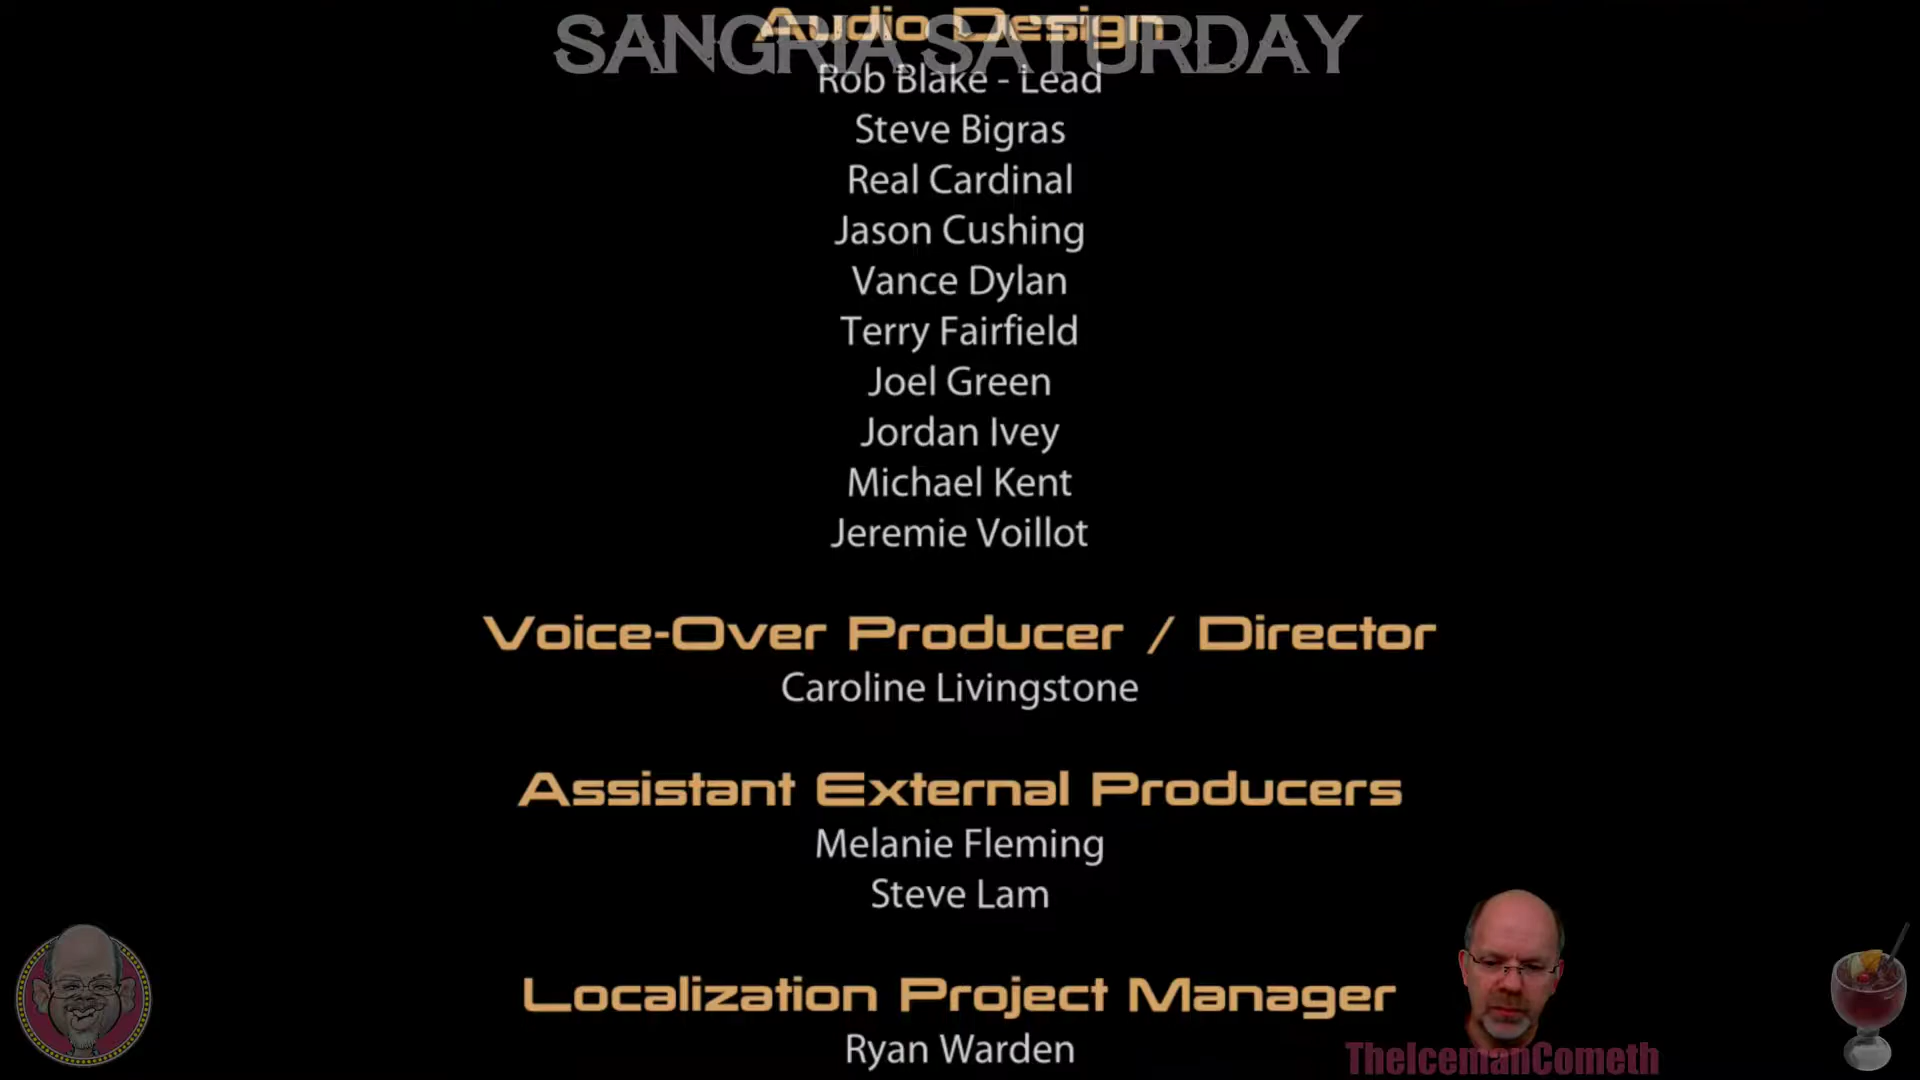 SANGRIA SATURDAY
Audio Design
Rob Blake - Lead
Steve Bigras
Real Cardinal
Jason Cushing
Vance Dylan
Terry Fairfield
Joel Green
Jordan Ivey
Michael Kent
Jeremie Voillot
Voice-Over Producer / Director
Caroline Livingstone
Assistant External Producers
Melanie Fleming
Steve Lam
Localization Project Manager
Ryan Warden
TheIcemanCometh